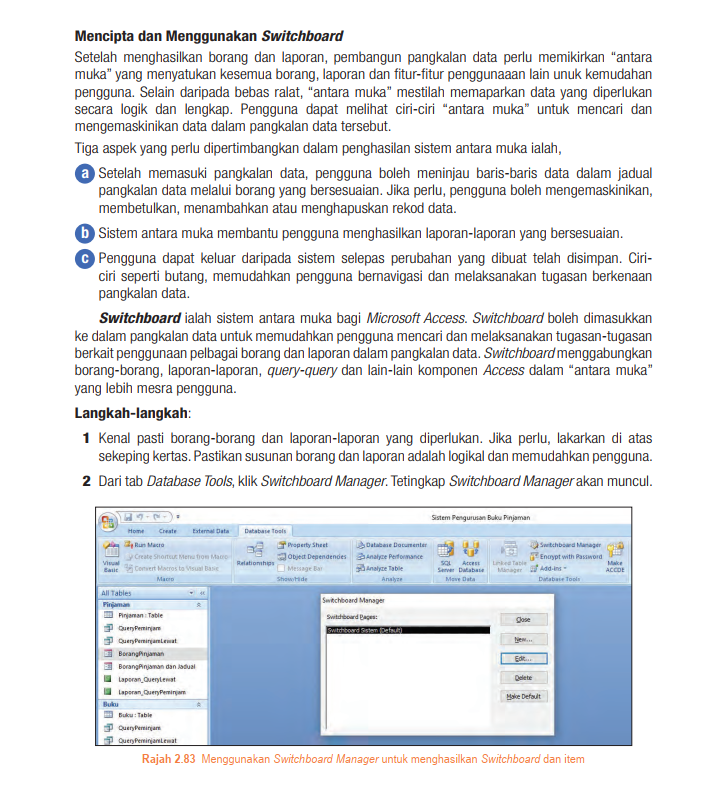 Mencipta dan Menggunakan Switchboard
Setelah menghasilkan borang dan laporan, pembangun pangkalan data perlu memikirkan “antara
muka” yang menyatukan kesemua borang, laporan dan fitur-fitur penggunaaan lain unuk kemudahan
pengguna. Selain daripada bebas ralat, “antara muka” mestilah memaparkan data yang diperlukan
secara logik dan lengkap. Pengguna dapat melihat ciri-ciri “antara muka” untuk mencari dan
mengemaskinikan data dalam pangkalan data tersebut.
Tiga aspek yang perlu dipertimbangkan dalam penghasilan sistem antara muka ialah,
a Setelah memasuki pangkalan data, pengguna boleh meninjau baris-baris data dalam jadual
pangkalan data melalui borang yang bersesuaian. Jika perlu, pengguna boleh mengemaskinikan,
membetulkan, menambahkan atau menghapuskan rekod data.
b Sistem antara muka membantu pengguna menghasilkan laporan-laporan yang bersesuaian.
c Pengguna dapat keluar daripada sistem selepas perubahan yang dibuat telah disimpan. Ciri-
ciri seperti butang, memudahkan pengguna bernavigasi dan melaksanakan tugasan berkenaan
pangkalan data.
Switchboard ialah sistem antara muka bagi Microsoft Access. Switchboard boleh dimasukkan
ke dalam pangkalan data untuk memudahkan pengguna mencari dan melaksanakan tugasan-tugasan
berkait penggunaan pelbagai borang dan laporan dalam pangkalan data. Switchboard menggabungkan
borang-borang, laporan-laporan, query-query dan lain-lain komponen Access dalam “antara muka”
yang lebih mesra pengguna.
Langkah-langkah:
1 Kenal pasti borang-borang dan laporan-laporan yang diperlukan. Jika perlu, lakarkan di atas
sekeping kertas. Pastikan susunan borang dan laporan adalah logikal dan memudahkan pengguna.
2 Dari tab Database Tools, klik Switchboard Manager. Tetingkap Switchboard Manager akan muncul.
Sistem Pengurusan Buku Pinjaman
Home Create External Data Database Tools
Visual Basic
Run Macro
Create Shortcut Menu from Macro
Convert Macros to Visual Basic
Macro
Relationships
Property Sheet
Object Dependencies
Message Bar
Show/Hide
Database Documenter
Analyze Performance
Analyze Table
Analyze
SQL Server
Access Database
Move Data
Linked Table Manager
Switchboard Manager
Encrypt with Password
Add-ins
Make ACCDE
Database Tools
All Tables
Pinjaman
Pinjaman : Table
QueryPeminjam
QueryPeminjamLewat
BorangPinjaman
BorangPinjaman dan Jadual
Laporan_QueryLewat
Laporan_QueryPeminjam
Buku
Buku : Table
QueryPeminjam
QueryPeminjamLewat
Switchboard Manager
Switchboard Pages:
Switchboard Sistem (Default)
Close
New...
Edit...
Delete
Make Default
Rajah 2.83 Menggunakan Switchboard Manager untuk menghasilkan Switchboard dan item